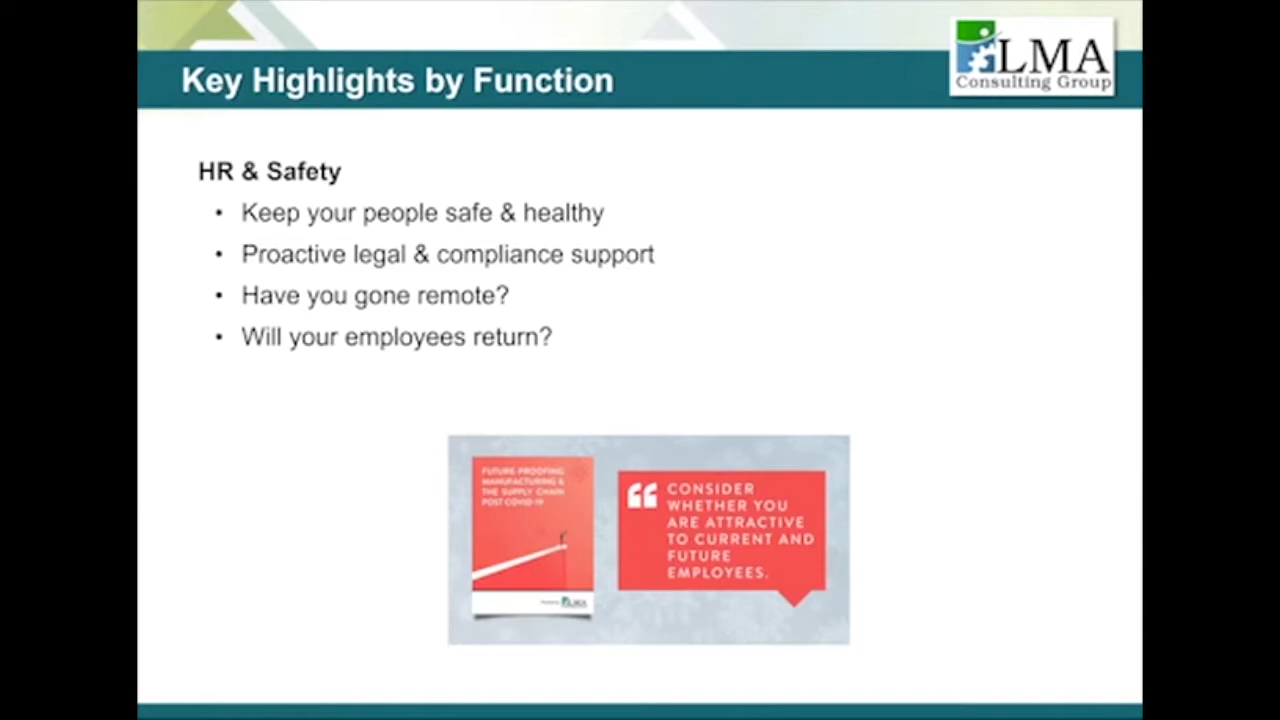 Key Highlights by Function
LMA
Consulting Group
HR & Safety
• Keep your people safe & healthy
• Proactive legal & compliance support
• Have you gone remote?
• Will your employees return?
FUTURE-PROOFING
MANUFACTURING &
THE SUPPLY CHAIN
POST COVID-19
LMA
“CONSIDER
WHETHER YOU
ARE ATTRACTIVE
TO CURRENT AND
FUTURE
EMPLOYEES.